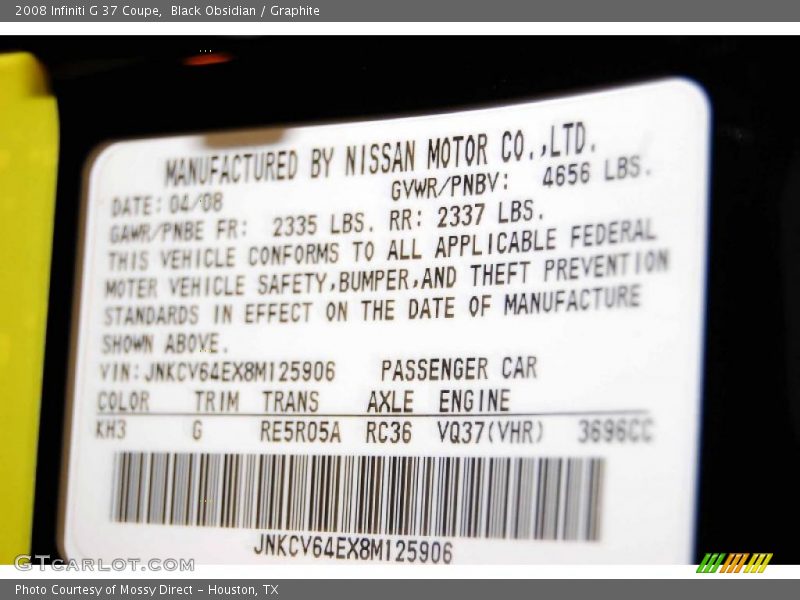 2008 Infiniti G 37 Coupe,  Black Obsidian / Graphite
MANUFACTURED BY NISSAN MOTOR CO.,LTD.
DATE: 04/08 GVWR/PNBV: 4656 LBS.
GAWR/PNBE FR: 2335 LBS. RR: 2337 LBS.
THIS VEHICLE CONFORMS TO ALL APPLICABLE FEDERAL
MOTER VEHICLE SAFETY,BUMPER,AND THEFT PREVENTION
STANDARDS IN EFFECT ON THE DATE OF MANUFACTURE
SHOWN ABOVE.
VIN: JNKCV64EX8M125906 PASSENGER CAR
COLOR TRIM TRANS AXLE ENGINE
KH3 G RE5R05A RC36 VQ37(VHR) 3696CC
JNKCV64EX8M125906
GTcarlot.com
Photo Courtesy of Mossy Direct - Houston, TX